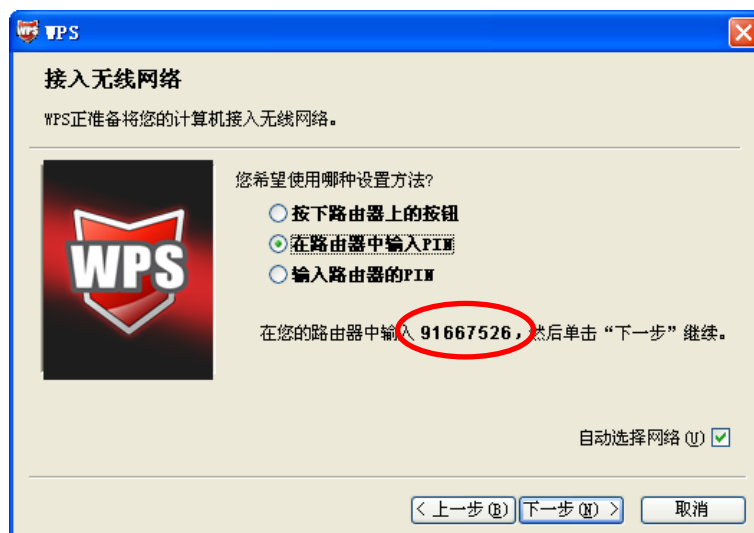 WPS
WPS
接入无线网络
WPS正准备将您的计算机接入无线网络。
WPS
您希望使用哪种设置方法?
按下路由器上的按钮
在路由器中输入PIN
输入路由器的PIN
在您的路由器中输入 91667526，然后单击“下一步”继续。
自动选择网络(U)
< 上一步(B) 下一步(N) > 取消